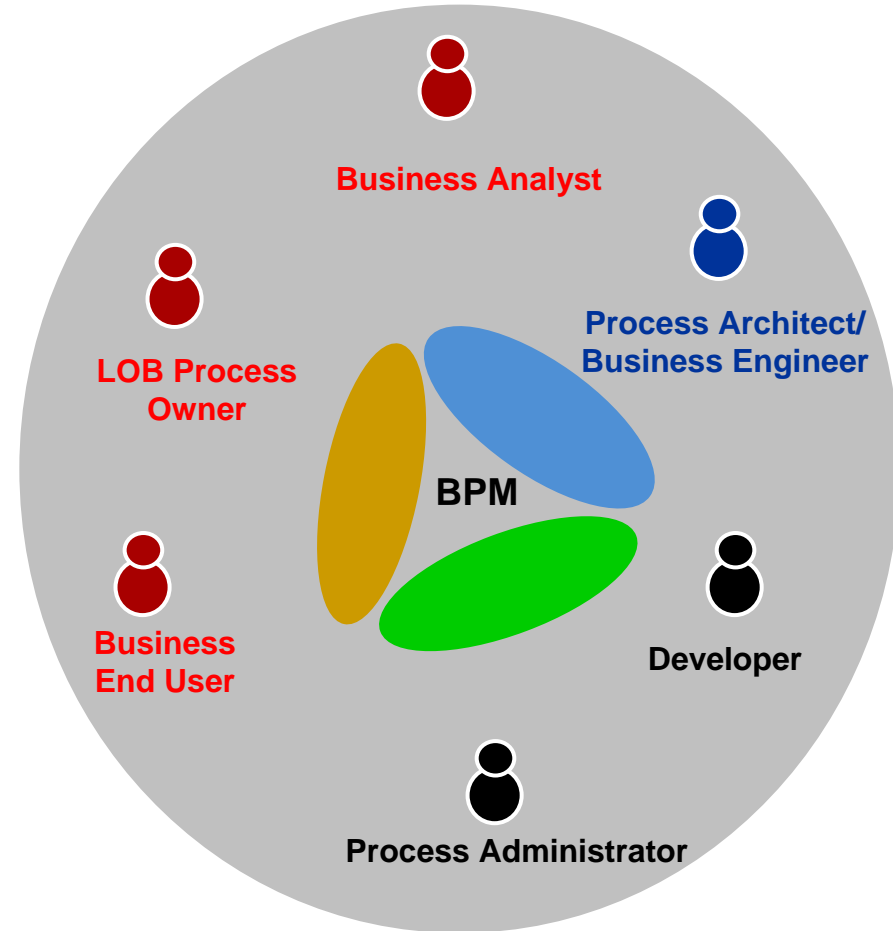 Business Analyst
Process Architect/
Business Engineer
LOB Process
Owner
BPM
Business
End User
Developer
Process Administrator